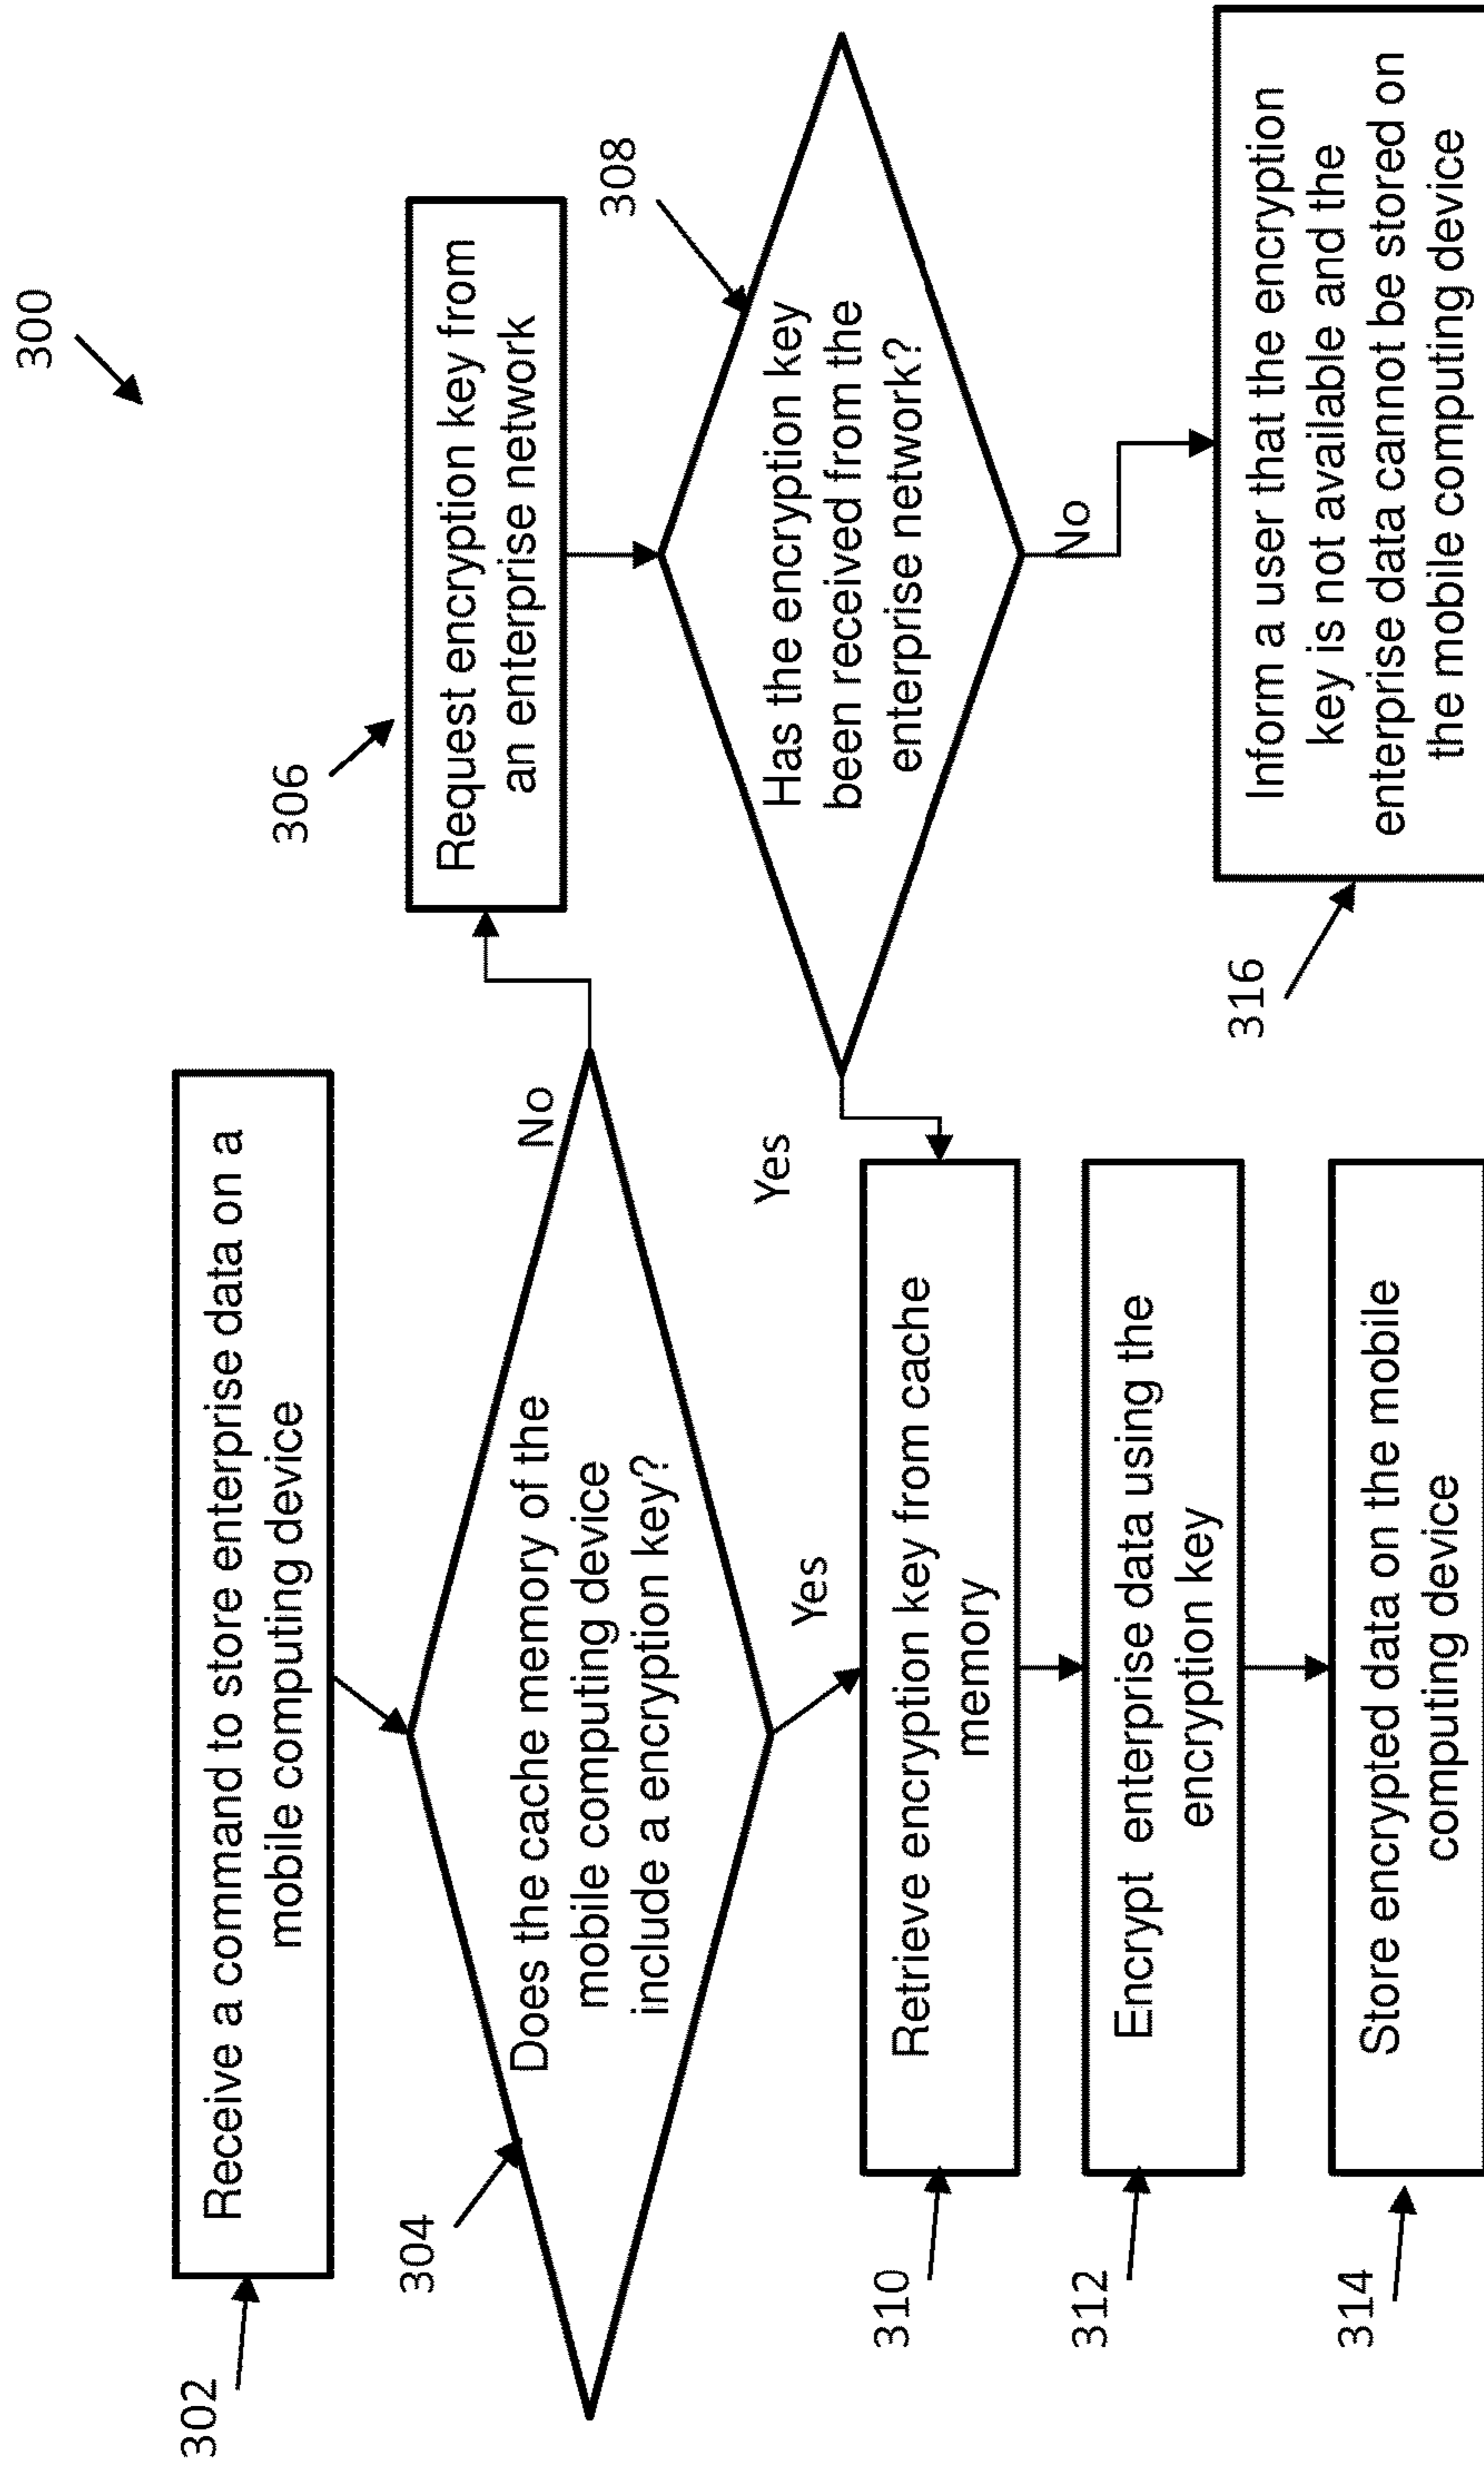 300
302
Receive a command to store enterprise data on a
mobile computing device
304
Does the cache memory of the
mobile computing device
include a encryption key?
No
306
Request encryption key from
an enterprise network
308
Has the encryption key
been received from the
enterprise network?
Yes
Yes
No
310
Retrieve encryption key from cache
memory
312
Encrypt enterprise data using the
encryption key
314
Store encrypted data on the mobile
computing device
316
Inform a user that the encryption
key is not available and the
enterprise data cannot be stored on
the mobile computing device